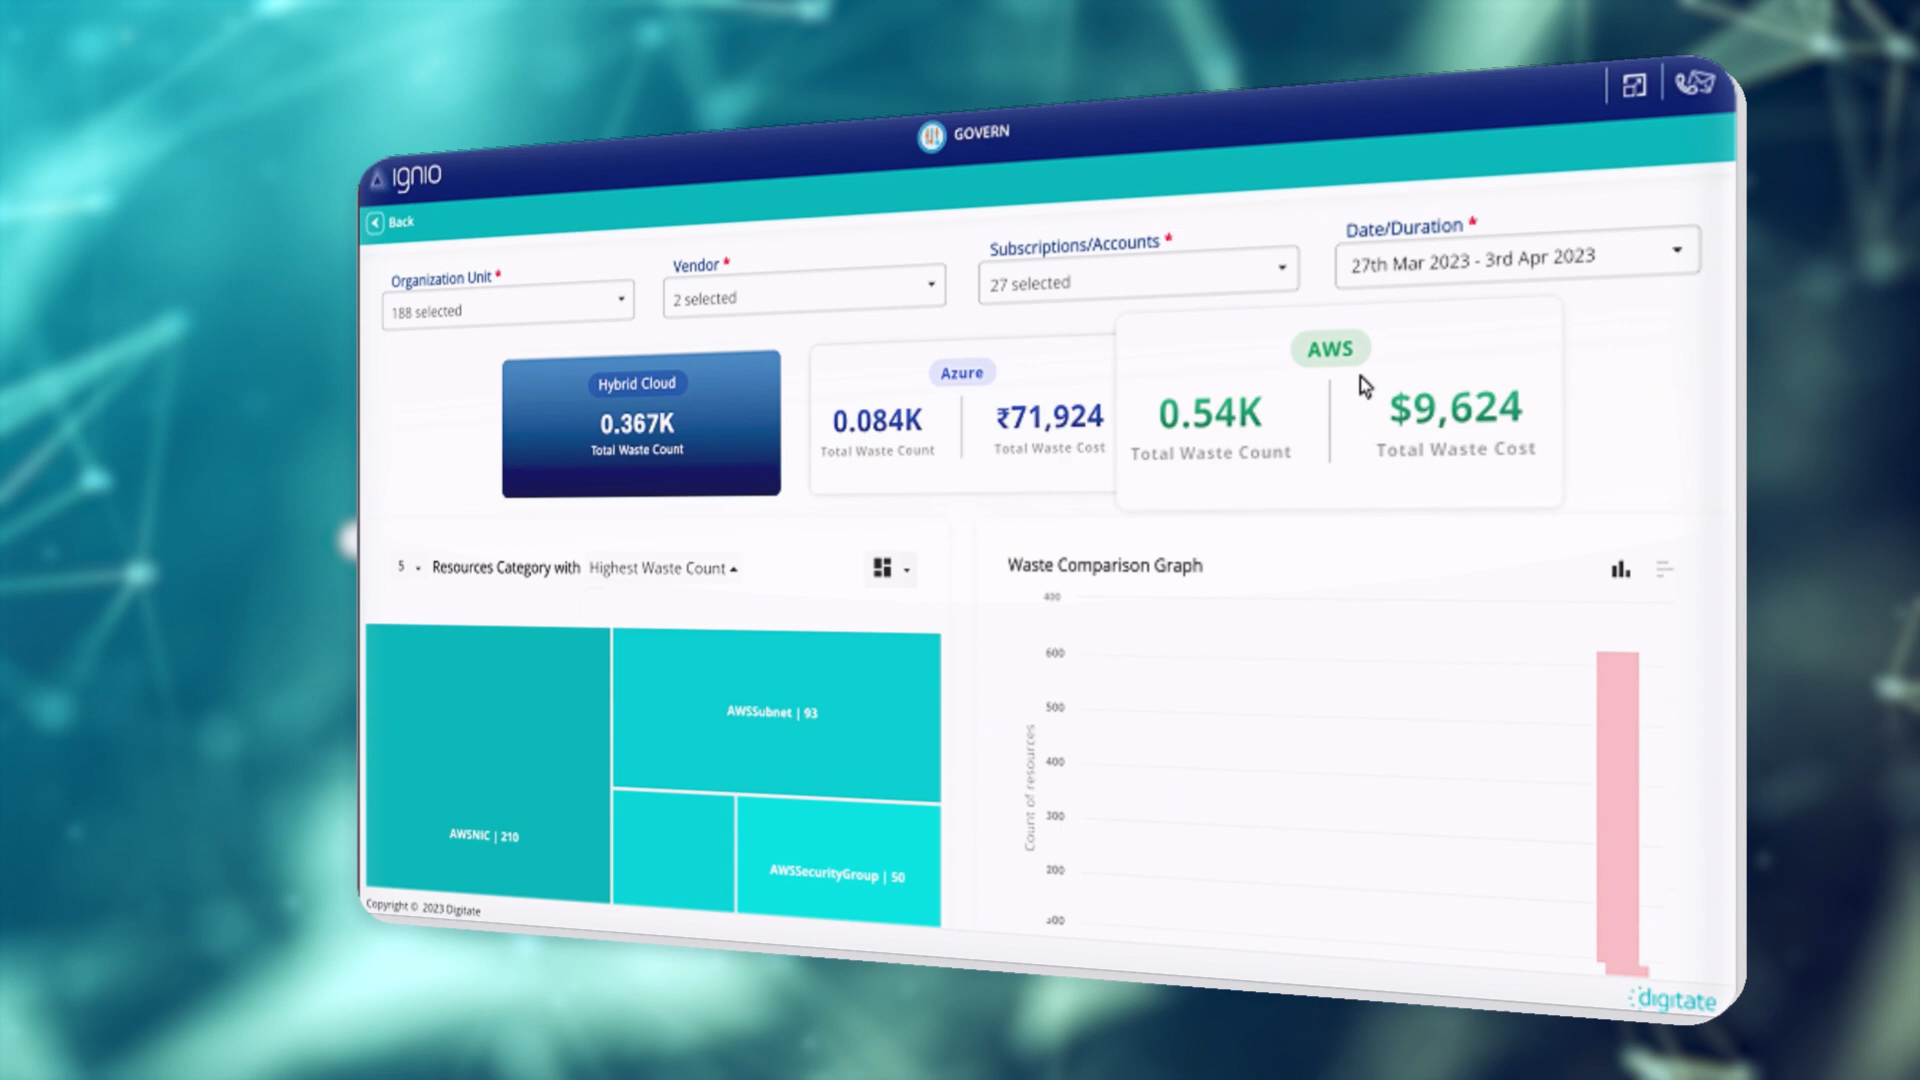 ignio
GOVERN
Back
Organization Unit *
188 selected
Vendor *
2 selected
Subscriptions/Accounts *
27 selected
Date/Duration *
27th Mar 2023 - 3rd Apr 2023
Hybrid Cloud
0.367K
Total Waste Count
Azure
0.084K
Total Waste Count
₹71,924
Total Waste Cost
AWS
0.54K
Total Waste Count
$9,624
Total Waste Cost
5 Resources Category with Highest Waste Count
AWSNIC | 210
AWSSubnet | 93
AWSSecurityGroup | 50
Waste Comparison Graph
Count of resources
400
600
500
400
300
200
Copyright © 2023 Digitate
digitate